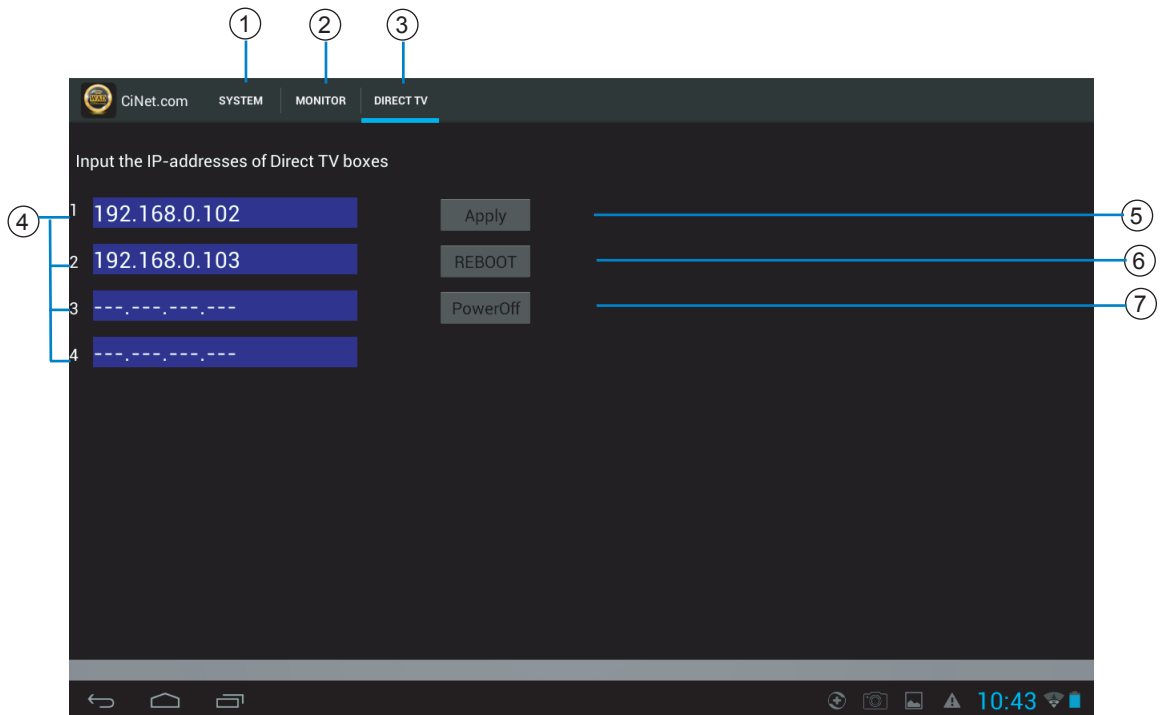 1 2 3
CiNet.com SYSTEM MONITOR DIRECT TV
Input the IP-addresses of Direct TV boxes
4 1 192.168.0.102 Apply 5
2 192.168.0.103 REBOOT 6
3 ---.---.---.--- PowerOff 7
4 ---.---.---.---
10:43